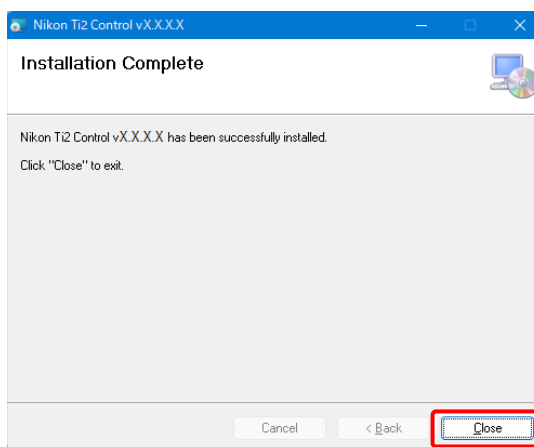 Nikon Ti2 Control vX.X.X.X
Installation Complete
Nikon Ti2 Control vX.X.X.X has been successfully installed.
Click "Close" to exit.
Cancel
< Back
Close